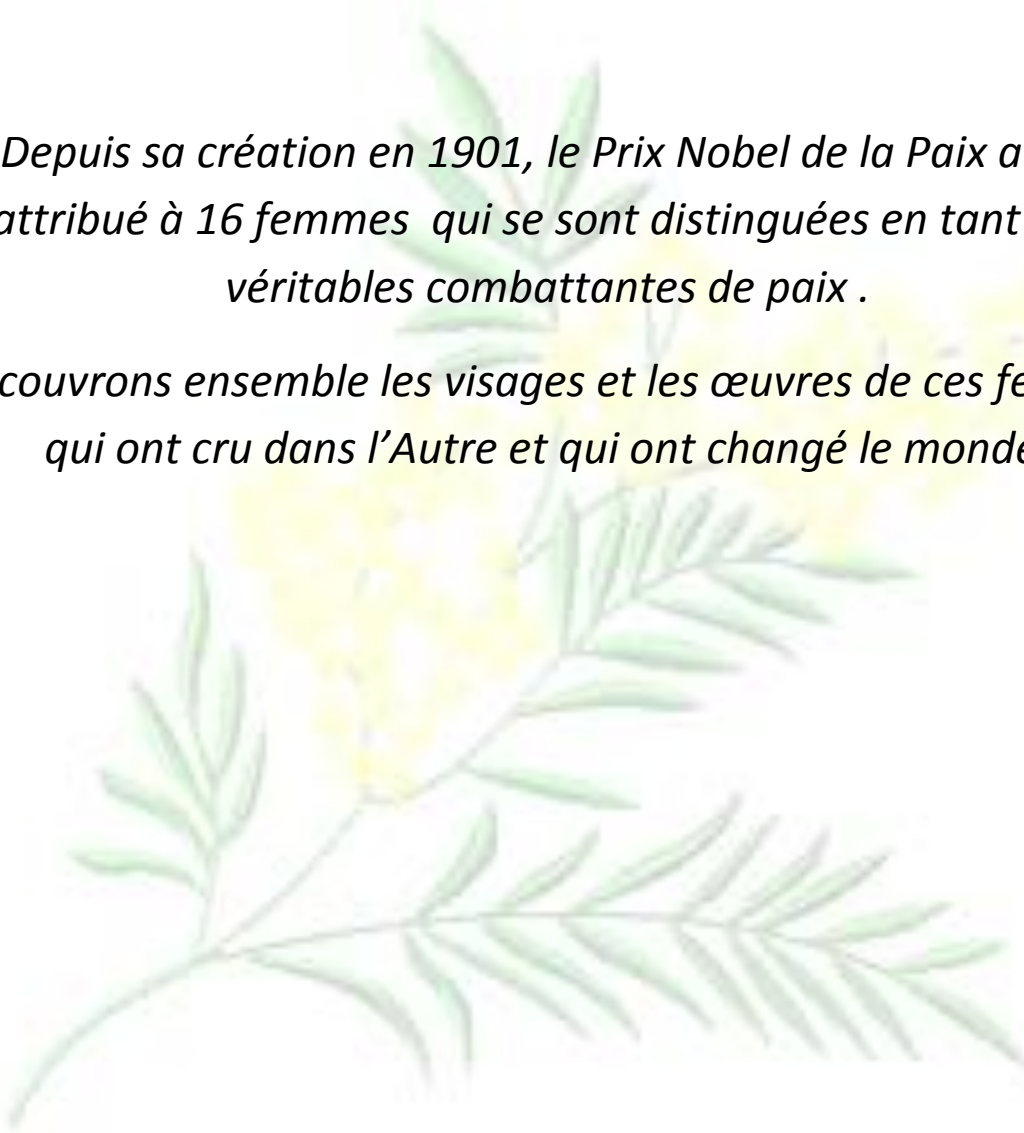 Depuis sa création en 1901, le Prix Nobel de la Paix a
attribué à 16 femmes qui se sont distinguées en tant
véritables combattantes de paix .
couvrons ensemble les visages et les œuvres de ces fe
qui ont cru dans l’Autre et qui ont changé le monde